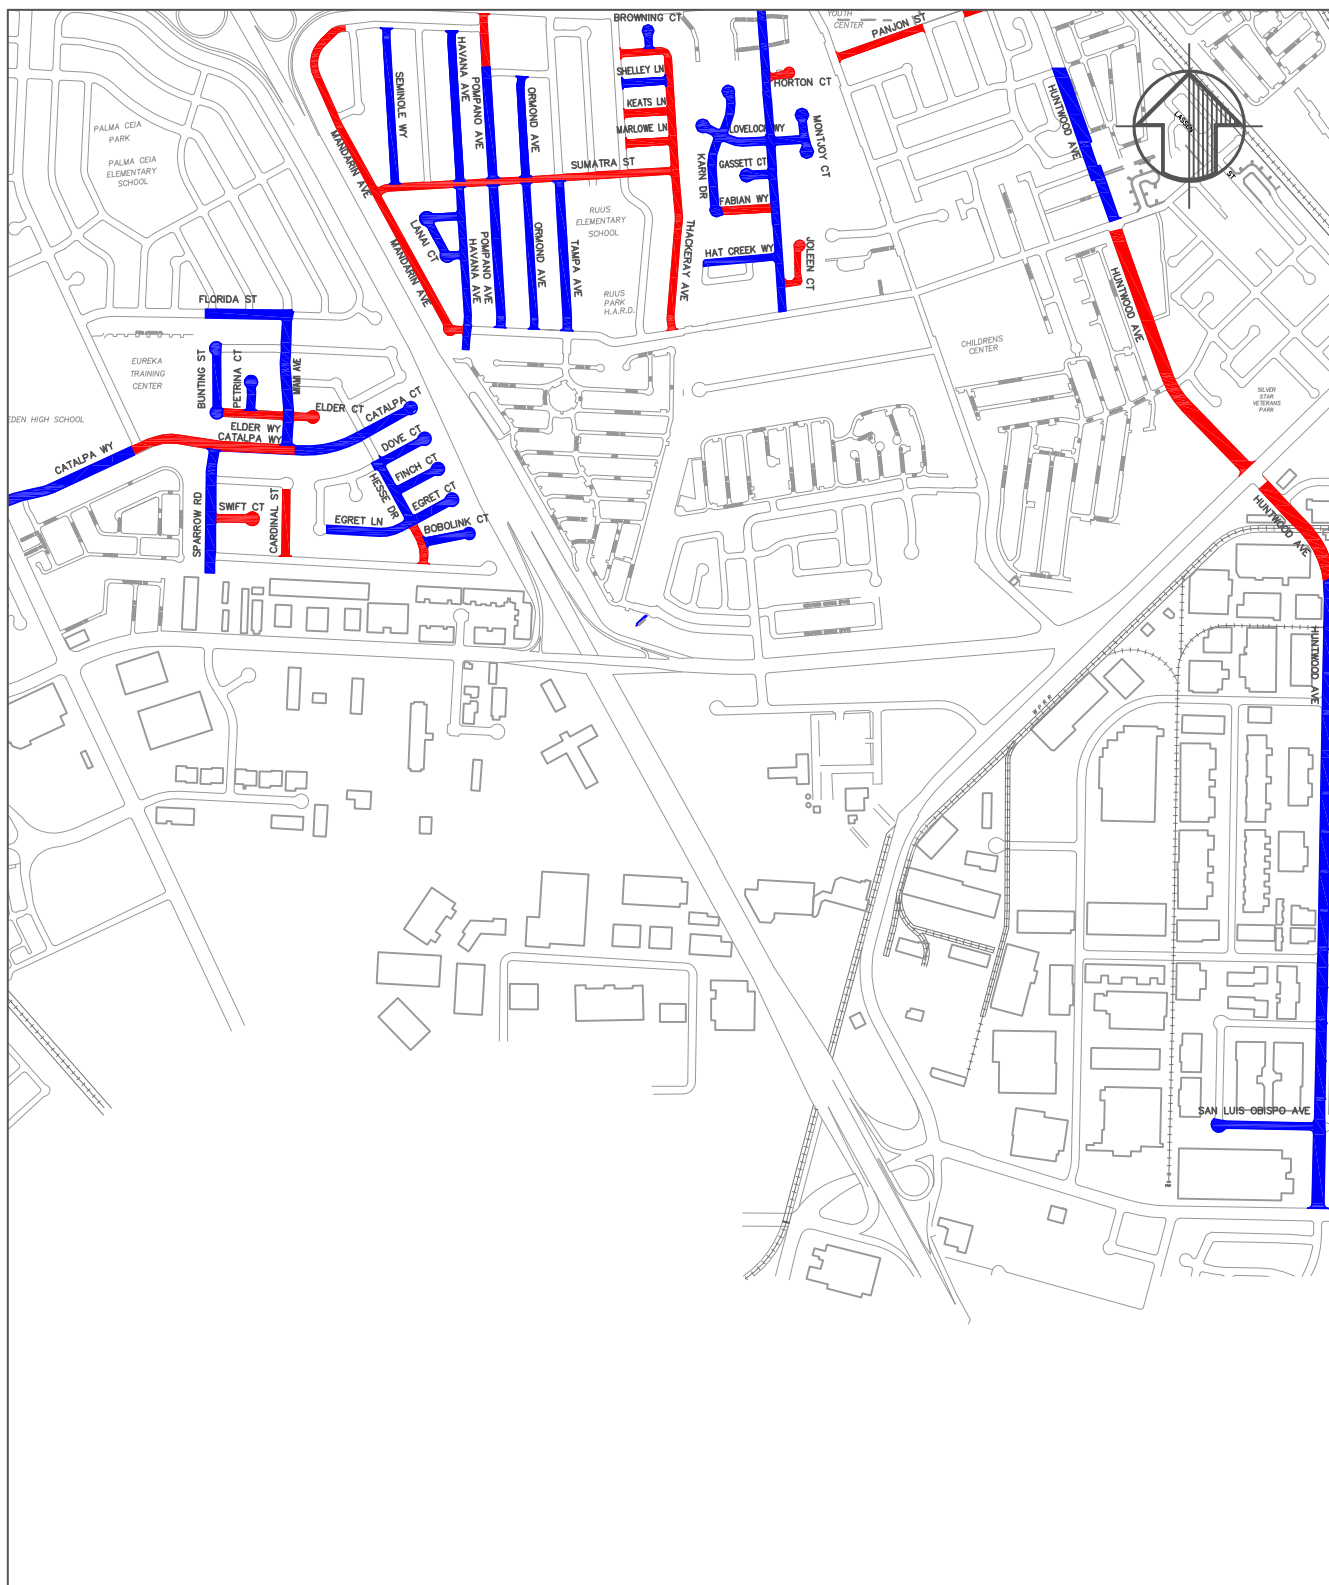 BROWNING CT
YOUTH
CENTER
PANJON ST
SHELLEY LN
HORTON CT
HAVANA AVE
POMPANO AVE
SEMINOLE WY
ORMOND AVE
KEATS LN
MARLOWE LN
LOVELOCK WY
MONTJOY CT
HUNTWOOD AVE
LASSEN
ST
PALMA CEIA
PARK
PALMA CEIA
ELEMENTARY
SCHOOL
MANDARIN AVE
SUMATRA ST
KARN DR
GASSETT CT
FABIAN WY
RUUS
ELEMENTARY
SCHOOL
LANAI CT
MANDARIN AVE
HAVANA AVE
POMPANO AVE
ORMOND AVE
TAMPA AVE
THACKERAY AVE
HAT CREEK WY
JOLEEN CT
HUNTWOOD AVE
RUUS
PARK
H.A.R.D.
FLORIDA ST
EUREKA
TRAINING
CENTER
BUNTING ST
PETRINA CT
MIAMI AVE
CHILDRENS
CENTER
SILVER
STAR
VETERANS
PARK
EDEN HIGH SCHOOL
ELDER CT
CATALPA CT
ELDER WY
CATALPA WY
CATALPA WY
DOVE CT
FINCH CT
HESSE DR
EGRET CT
EGRET LN
BOBOLINK CT
SPARROW RD
SWIFT CT
CARDINAL ST
HUNTWOOD AVE
HUNTWOOD AVE
W.P.R.R.
SAN LUIS OBISPO AVE